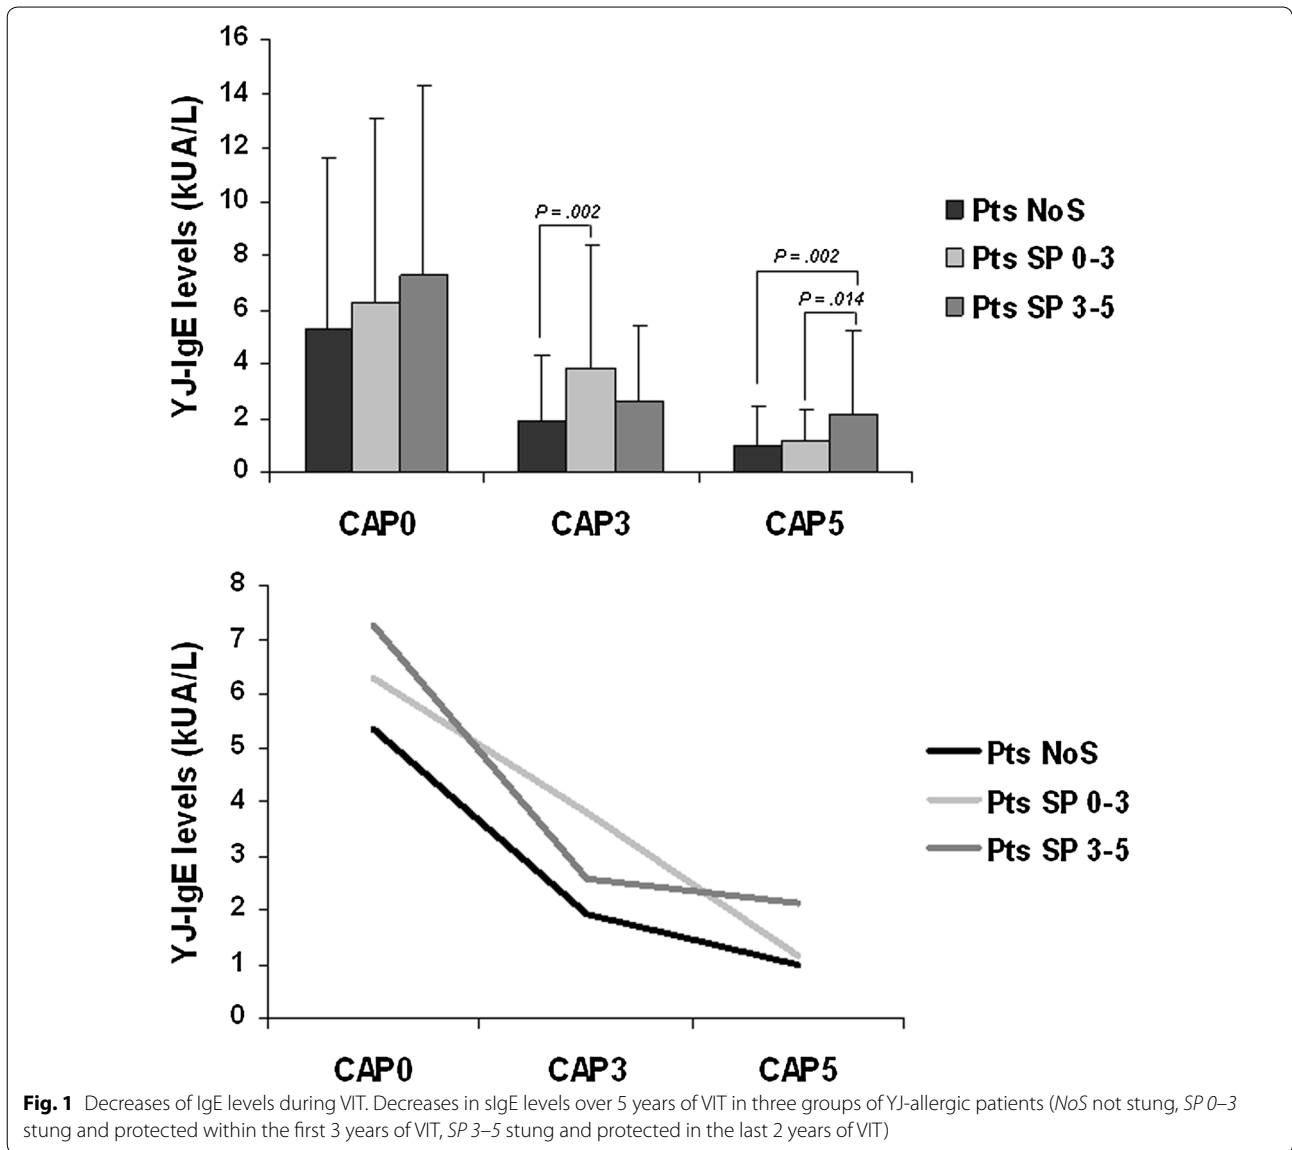 16
14
12
10
8
6
4
2
0
YJ-IgE levels (kUA/L)
P = .002
P = .002
P = .014
Pts NoS
Pts SP 0-3
Pts SP 3-5
CAP0 CAP3 CAP5
8
7
6
5
4
3
2
1
0
YJ-IgE levels (kUA/L)
Pts NoS
Pts SP 0-3
Pts SP 3-5
CAP0 CAP3 CAP5
Fig. 1 Decreases of IgE levels during VIT. Decreases in sIgE levels over 5 years of VIT in three groups of YJ-allergic patients (NoS not stung, SP 0–3
stung and protected within the first 3 years of VIT, SP 3–5 stung and protected in the last 2 years of VIT)